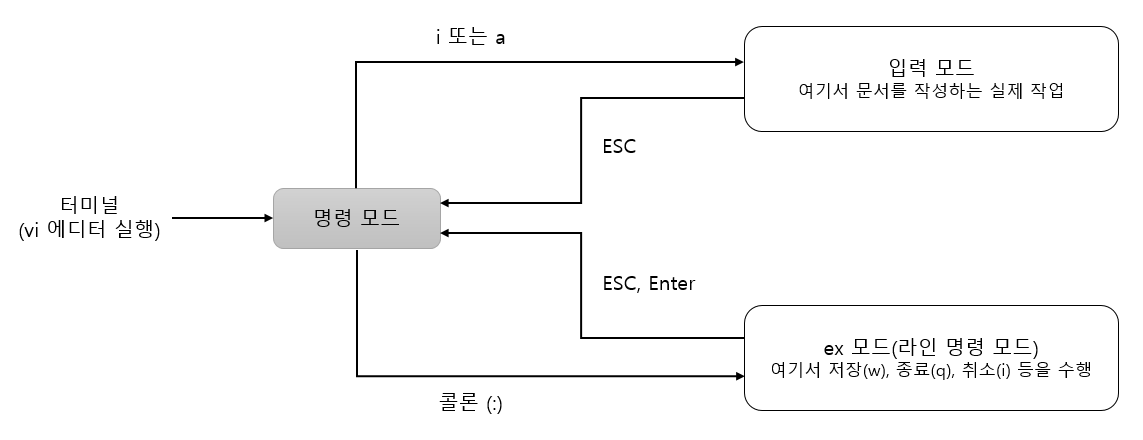 i 또는 a
입력 모드
여기서 문서를 작성하는 실제 작업
ESC
터미널
(vi 에디터 실행)
명령 모드
ESC, Enter
ex 모드(라인 명령 모드)
여기서 저장(w), 종료(q), 취소(i) 등을 수행
콜론 (:)